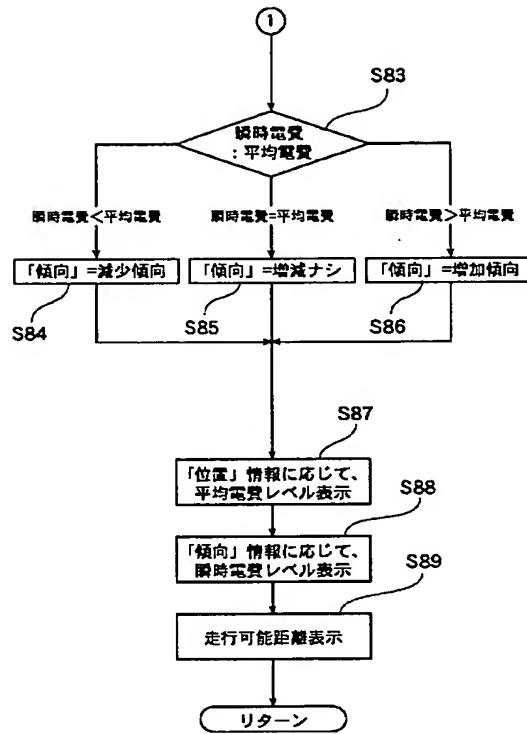 1
S83
瞬時電費
:平均電費
瞬時電費<平均電費
瞬時電費=平均電費
瞬時電費>平均電費
「傾向」=減少傾向
「傾向」=増減ナシ
「傾向」=増加傾向
S84
S85
S86
S87
「位置」情報に応じて、
平均電費レベル表示
S88
「傾向」情報に応じて、
瞬時電費レベル表示
S89
走行可能距離表示
リターン